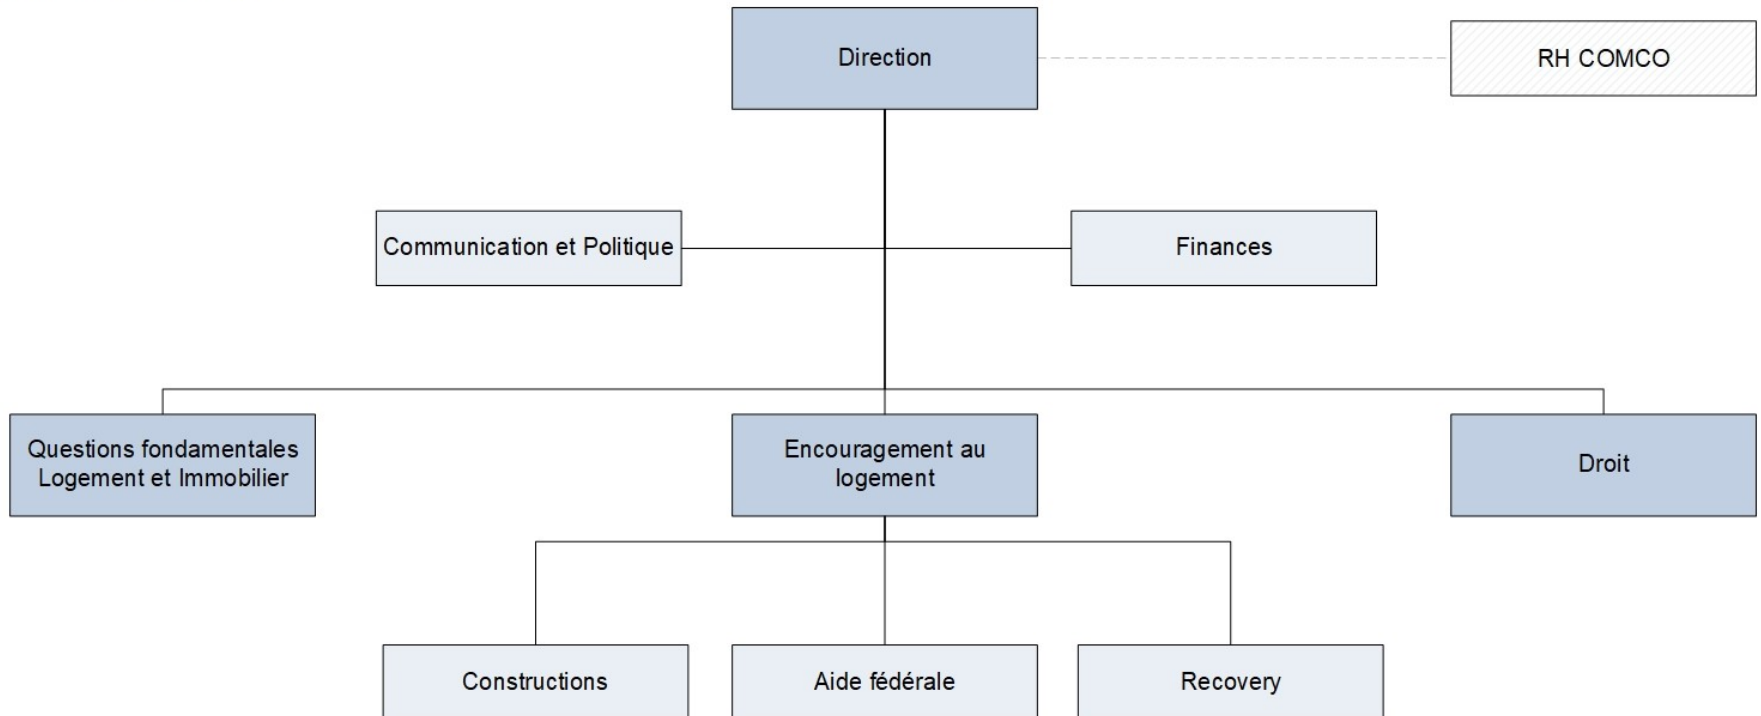 Direction
RH COMCO
Communication et Politique
Finances
Questions fondamentales
Logement et Immobilier
Encouragement au
logement
Droit
Constructions
Aide fédérale
Recovery